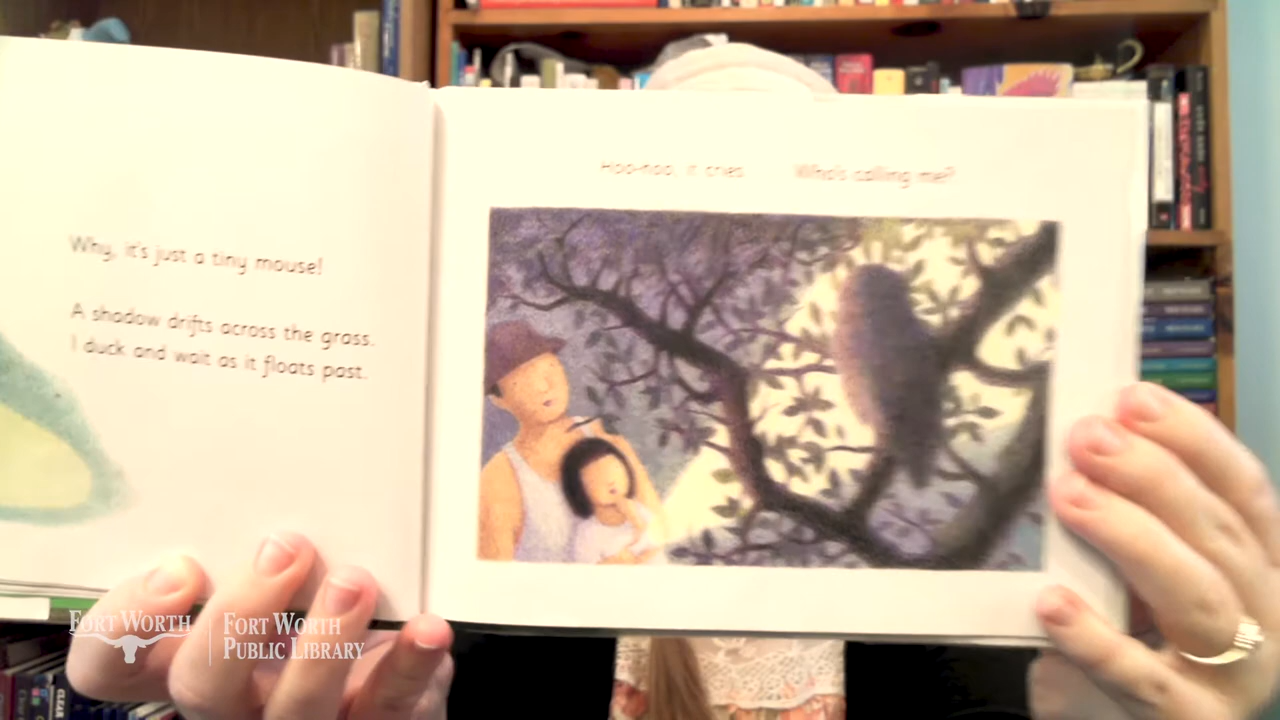 Why, it's just a tiny mouse!
A shadow drifts across the grass.
I duck and wait as it floats past.
Hoo-hoo, it cries. Who's calling me?
FORT WORTH
FORT WORTH
PUBLIC LIBRARY